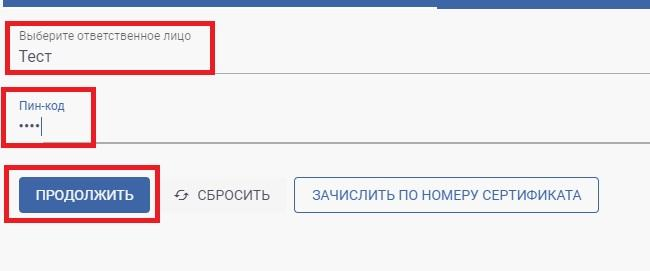 Выберите ответственное лицо
Тест
Пин-код
••••
ПРОДОЛЖИТЬ СБРОСИТЬ ЗАЧИСЛИТЬ ПО НОМЕРУ СЕРТИФИКАТА